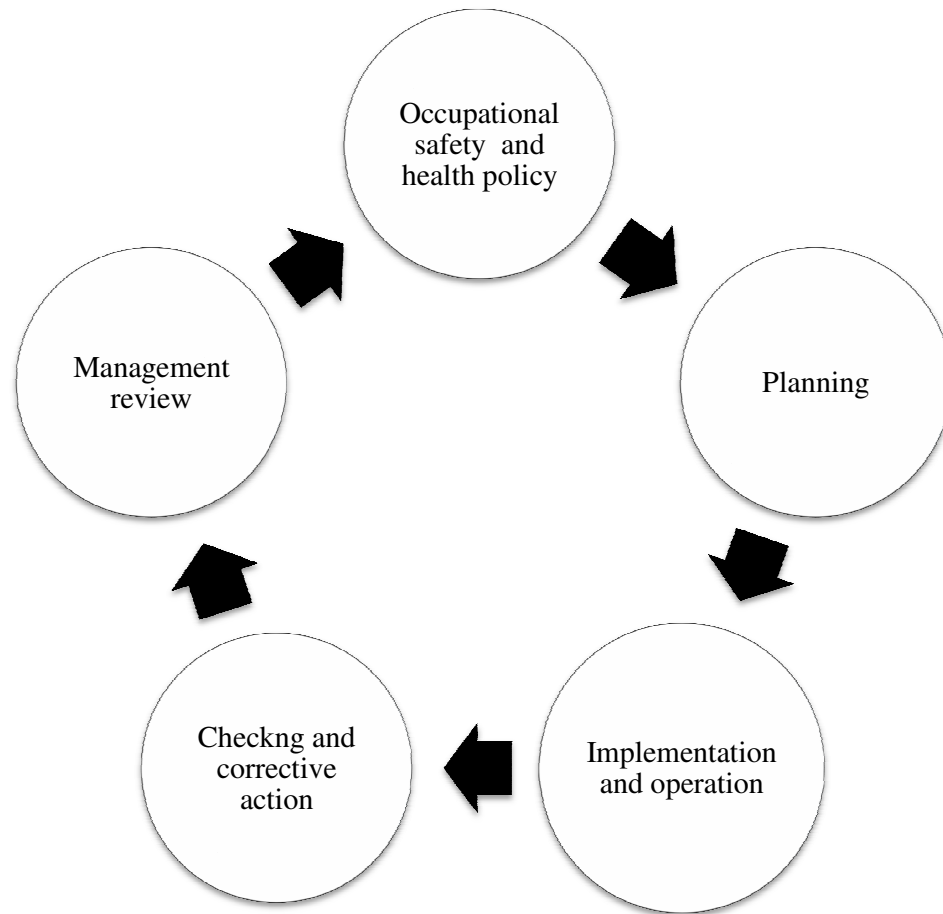 Occupational
safety and
health policy
Planning
Implementation
and operation
Checkng and
corrective
action
Management
review